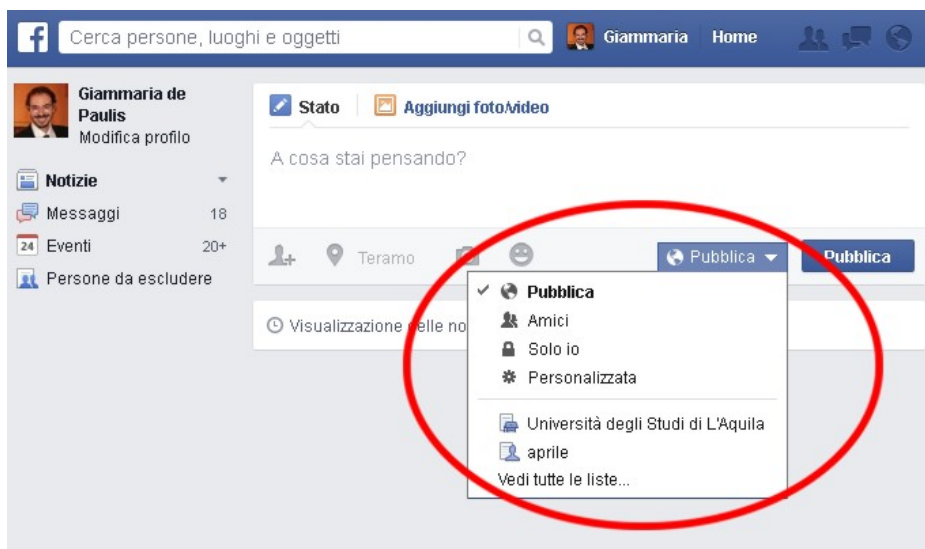 f
Cerca persone, luoghi e oggetti
Giammaria Home
Giammaria de
Paulis
Modifica profilo
Notizie
Messaggi 18
24 Eventi 20+
Persone da escludere
Stato Aggiungi foto/video
A cosa stai pensando?
Teramo
Pubblica
Pubblica
Visualizzazione delle no
Pubblica
Amici
Solo io
Personalizzata
Università degli Studi di L'Aquila
aprile
Vedi tutte le liste...